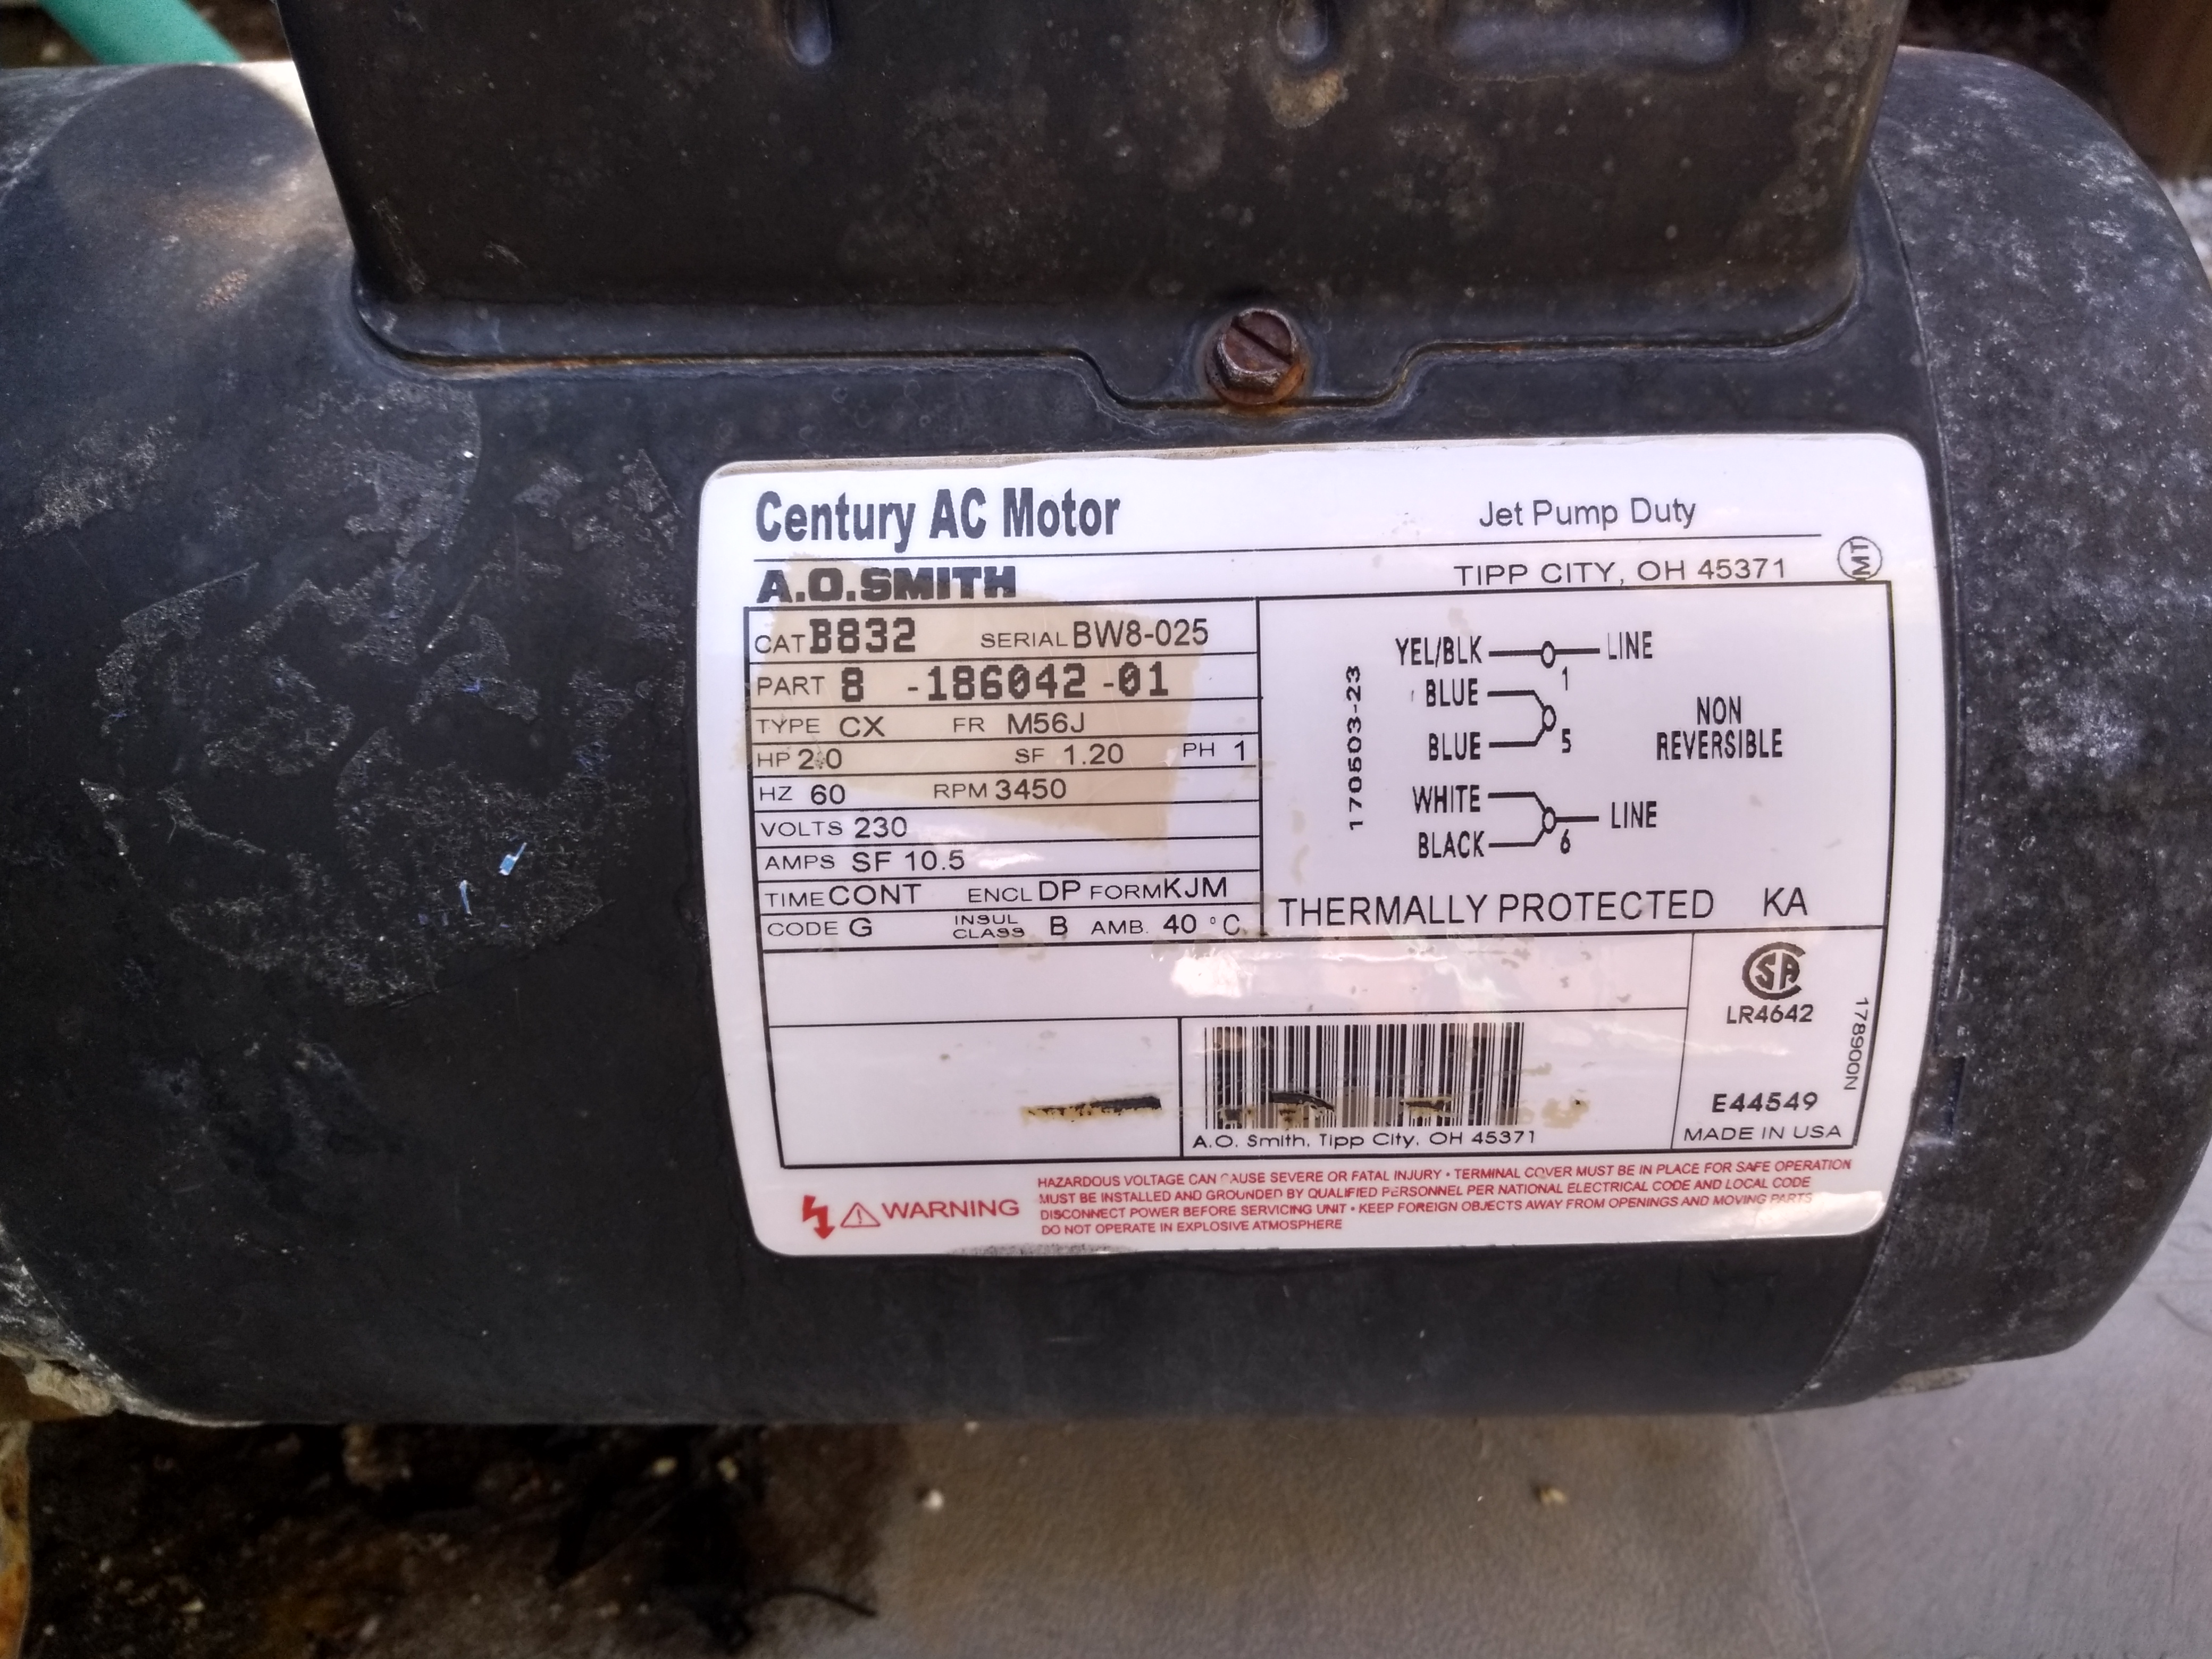 Century AC Motor
Jet Pump Duty
A.O.SMITH
TIPP CITY, OH 45371
MT
CAT B832 SERIAL BW8-025
PART 8 -186042 -01
TYPE CX FR M56J
HP 2.0 SF 1.20 PH 1
HZ 60 RPM 3450
VOLTS 230
AMPS SF 10.5
TIME CONT ENCL DP FORM KJM
CODE G INSUL CLASS B AMB. 40 °C
170503-23
YEL/BLK LINE
1
BLUE
BLUE 5
WHITE LINE
BLACK 6
NON
REVERSIBLE
THERMALLY PROTECTED KA
SA
LR4642
178900N
E44549
MADE IN USA
A.O. Smith, Tipp City, OH 45371
WARNING
HAZARDOUS VOLTAGE CAN CAUSE SEVERE OR FATAL INJURY • TERMINAL COVER MUST BE IN PLACE FOR SAFE OPERATION
MUST BE INSTALLED AND GROUNDED BY QUALIFIED PERSONNEL PER NATIONAL ELECTRICAL CODE AND LOCAL CODE
DISCONNECT POWER BEFORE SERVICING UNIT • KEEP FOREIGN OBJECTS AWAY FROM OPENINGS AND MOVING PARTS
DO NOT OPERATE IN EXPLOSIVE ATMOSPHERE